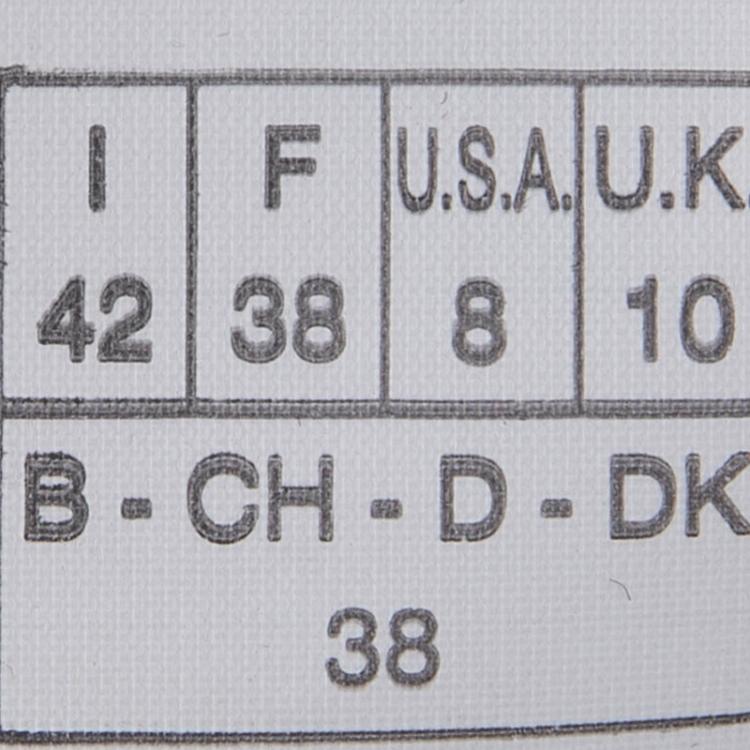 I F U.S.A. U.K.
42 38 8 10
B - CH - D - DK
38